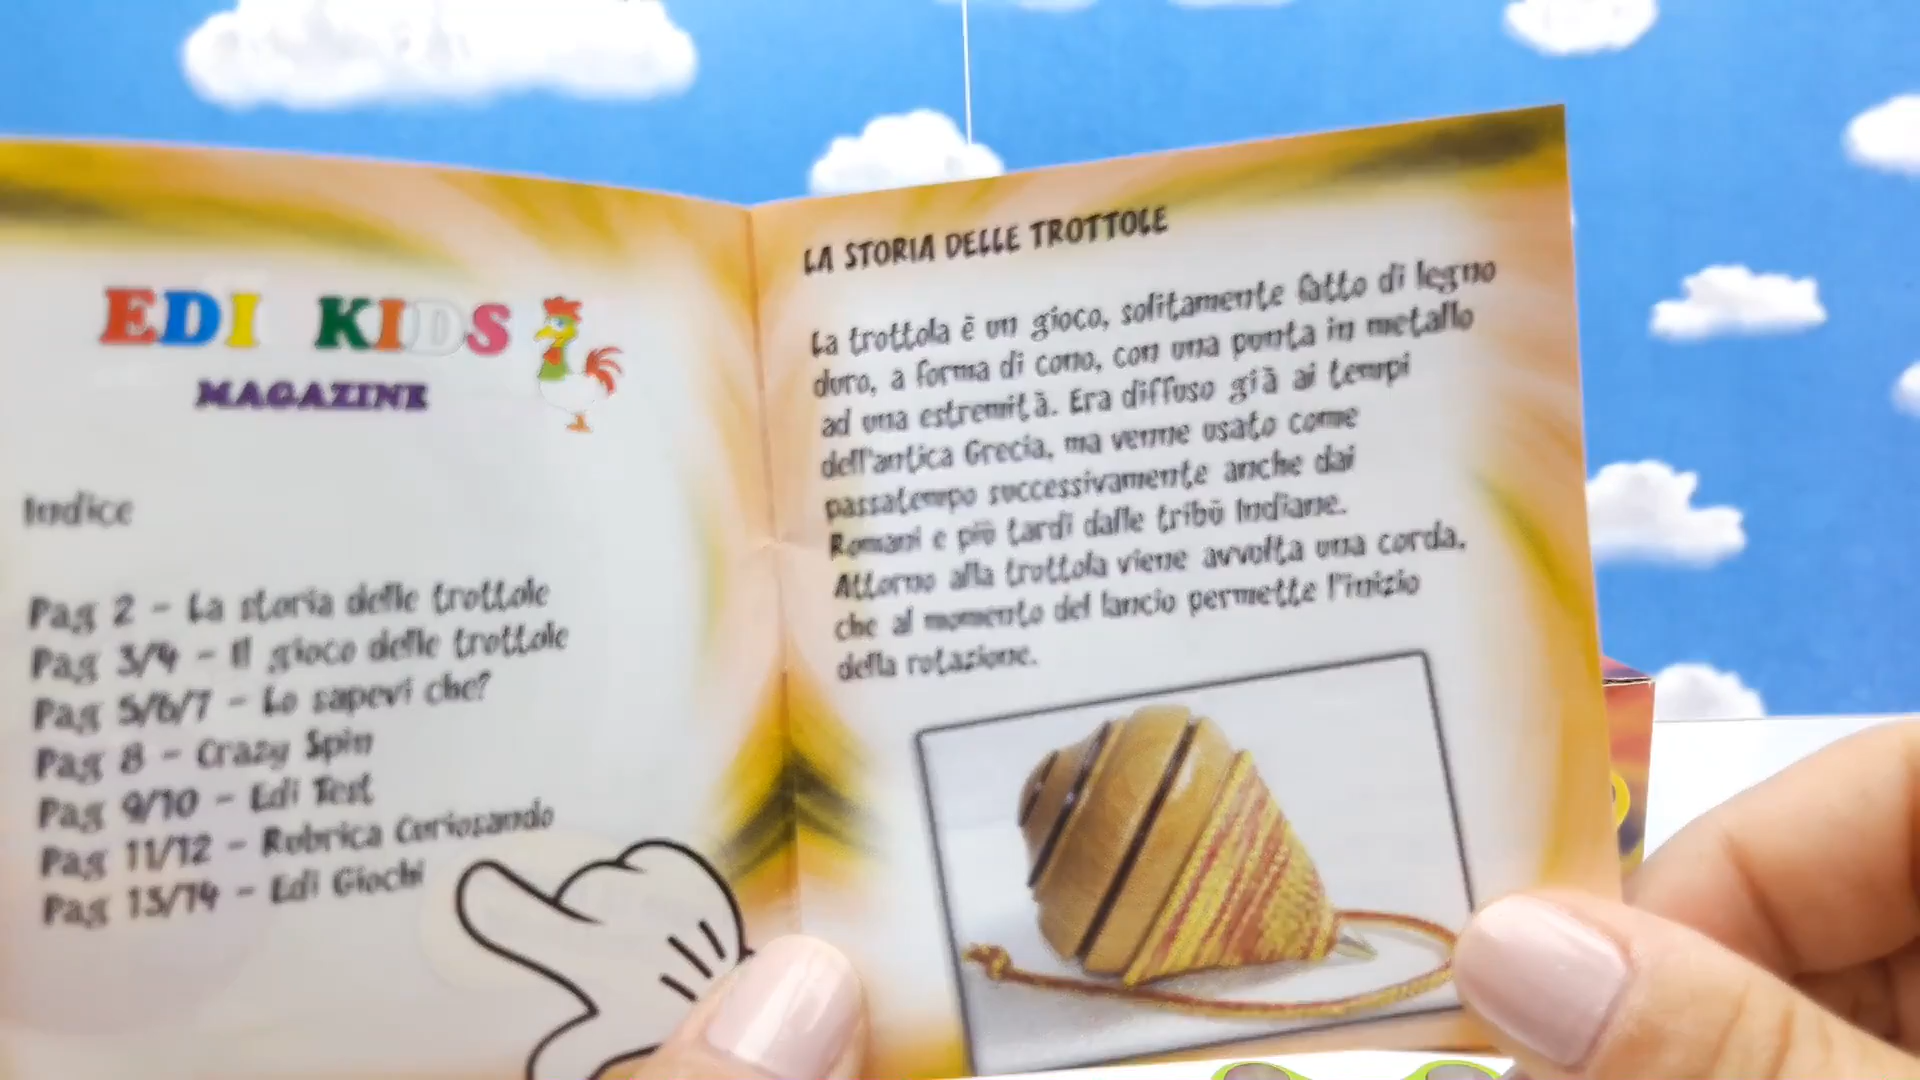 EDI KIDS
MAGAZINE
Indice
Pag 2 - La storia delle trottole
Pag 3/4 - Il gioco delle trottole
Pag 5/6/7 - Lo sapevi che?
Pag 8 - Crazy Spin
Pag 9/10 - Edi Test
Pag 11/12 - Rubrica Curiosando
Pag 13/14 - Edi Giochi
LA STORIA DELLE TROTTOLE
La trottola è un gioco, solitamente fatto di legno
duro, a forma di cono, con una punta in metallo
ad una estremità. Era diffuso già ai tempi
dell'antica Grecia, ma venne usato come
passatempo successivamente anche dai
Romani e più tardi dalle tribù Indiane.
Attorno alla trottola viene avvolta una corda,
che al momento del lancio permette l'inizio
della rotazione.